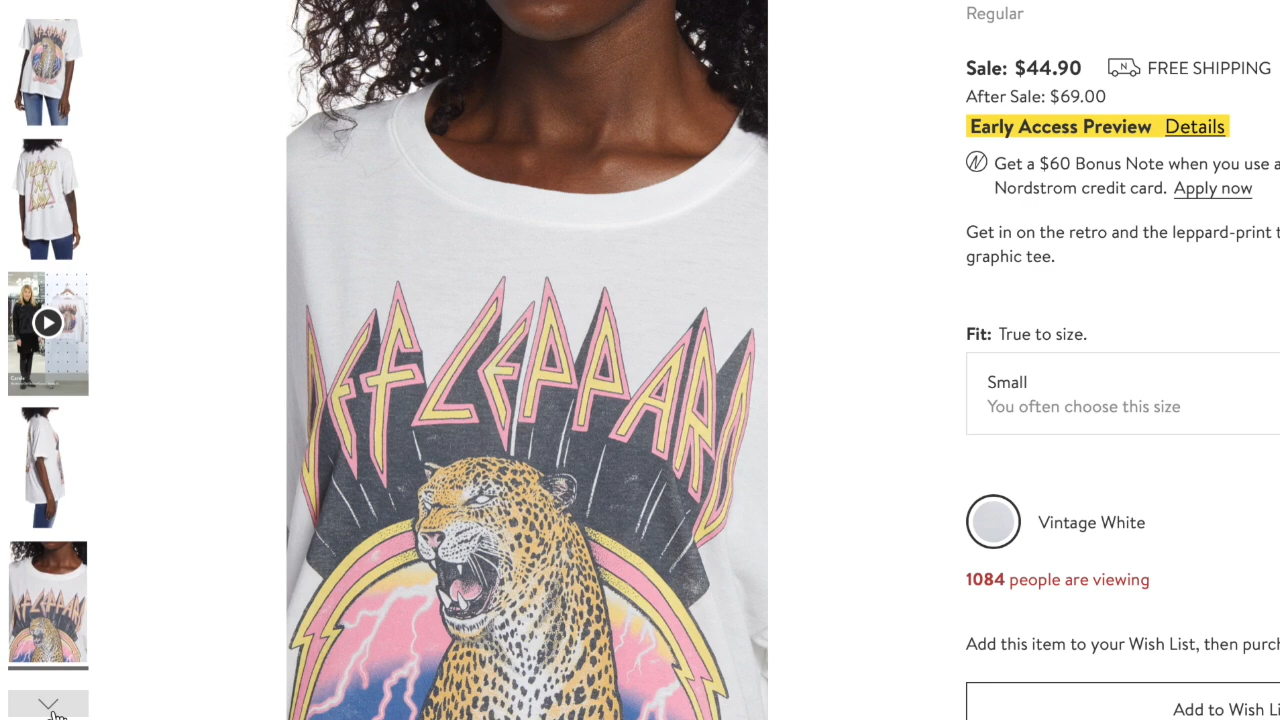 Regular
Sale: $44.90
FREE SHIPPING
After Sale: $69.00
Early Access Preview Details
Get a $60 Bonus Note when you use a
Nordstrom credit card. Apply now
Get in on the retro and the leppard-print
graphic tee.
Fit: True to size.
Small
You often choose this size
Vintage White
1084 people are viewing
Add this item to your Wish List, then
Add to Wish
DEF LEPPARD